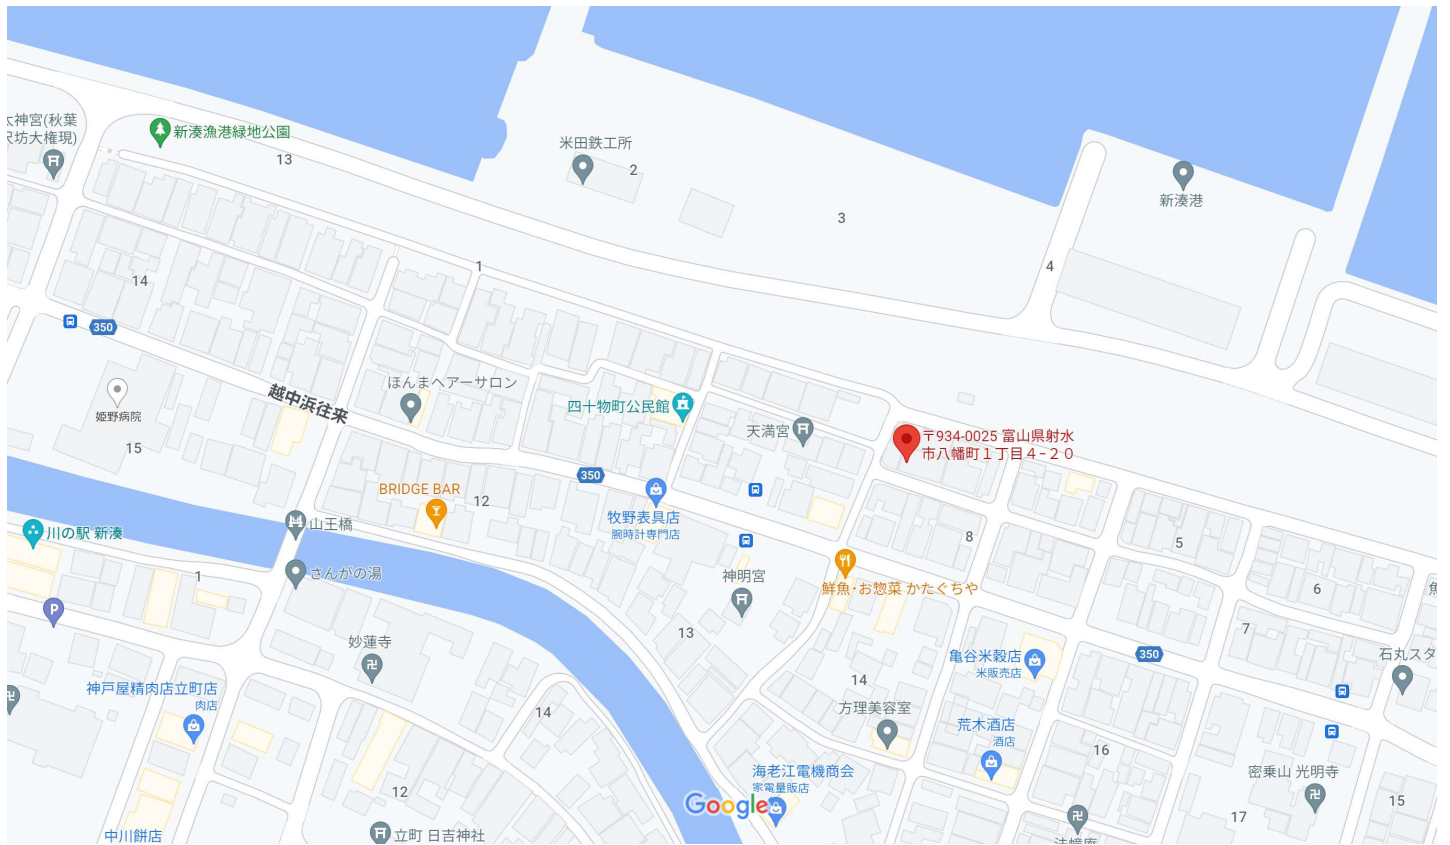 大神宮(秋葉
沢坊大権現)
新湊漁港緑地公園
13
米田鉄工所
2
3
新湊港
4
1
14
350
越中浜往来
ほんまヘアーサロン
姫野病院
15
四十物町公民館
天満宮
〒934-0025 富山県射水
市八幡町1丁目4−20
350
BRIDGE BAR
12
牧野表具店
腕時計専門店
山王橋
川の駅 新湊
さんがの湯
1
神明宮
鮮魚・お惣菜 かたぐちや
8
5
6
7
13
妙蓮寺
神戸屋精肉店立町店
肉店
P
14
亀谷米穀店
米販売店
350
石丸スタ
14
方理美容室
荒木酒店
酒店
16
海老江電機商会
家電量販店
Google
密乗山 光明寺
15
17
12
中川餅店
立町 日吉神社